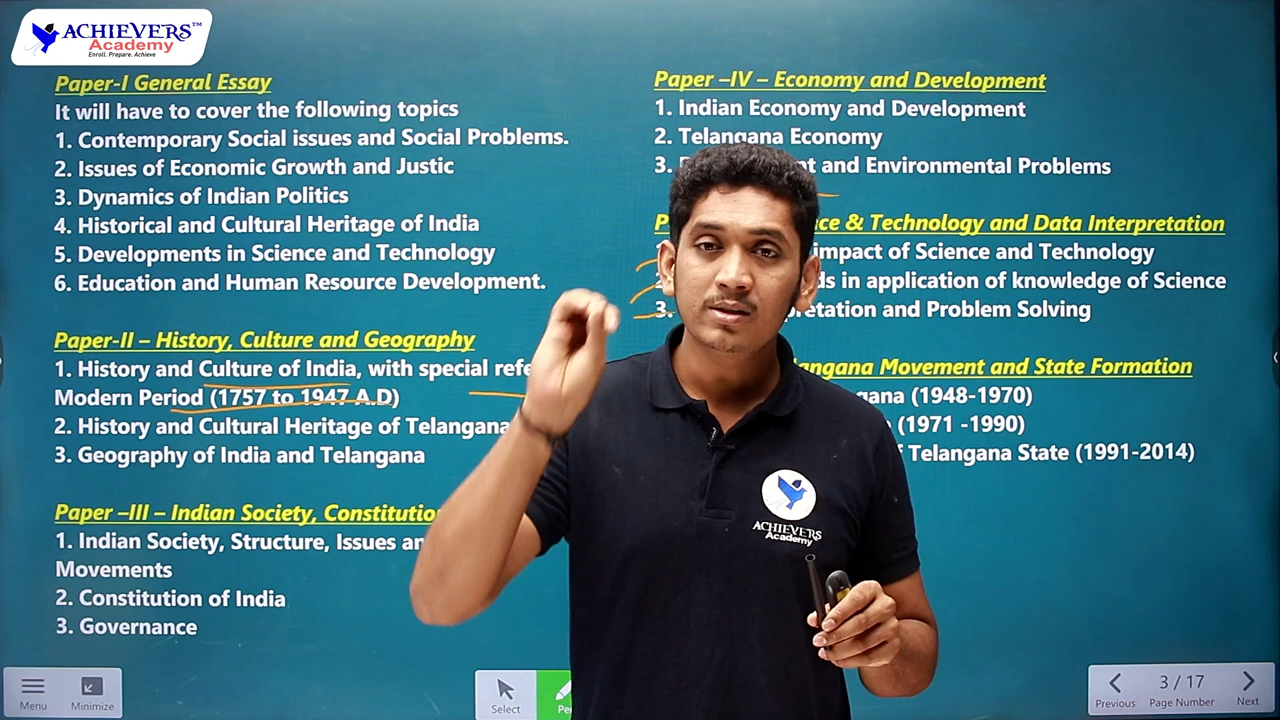 ACHIEVERS™
Academy
Enroll. Prepare. Achieve
Paper-I General Essay
It will have to cover the following topics
1. Contemporary Social issues and Social Problems.
2. Issues of Economic Growth and Justic
3. Dynamics of Indian Politics
4. Historical and Cultural Heritage of India
5. Developments in Science and Technology
6. Education and Human Resource Development.
Paper-II – History, Culture and Geography
1. History and Culture of India, with special
Modern Period (1757 to 1947 A.D)
2. History and Cultural Heritage of Telangana
3. Geography of India and Telangana
Paper –III – Indian Society,
1. Indian Society, Structure, Issues
Movements
2. Constitution of India
3. Governance
Paper –IV – Economy and Development
1. Indian Economy and Development
2. Telangana Economy
3. and Environmental Problems
& Technology and Data Interpretation
impact of Science and Technology
in application of knowledge of Science
3. and Problem Solving
Movement and State Formation
(1948-1970)
(1971 -1990)
Telangana State (1991-2014)
ACHIEVERS
Academy
Menu
Minimize
Select
3 / 17
Previous
Page Number
Next